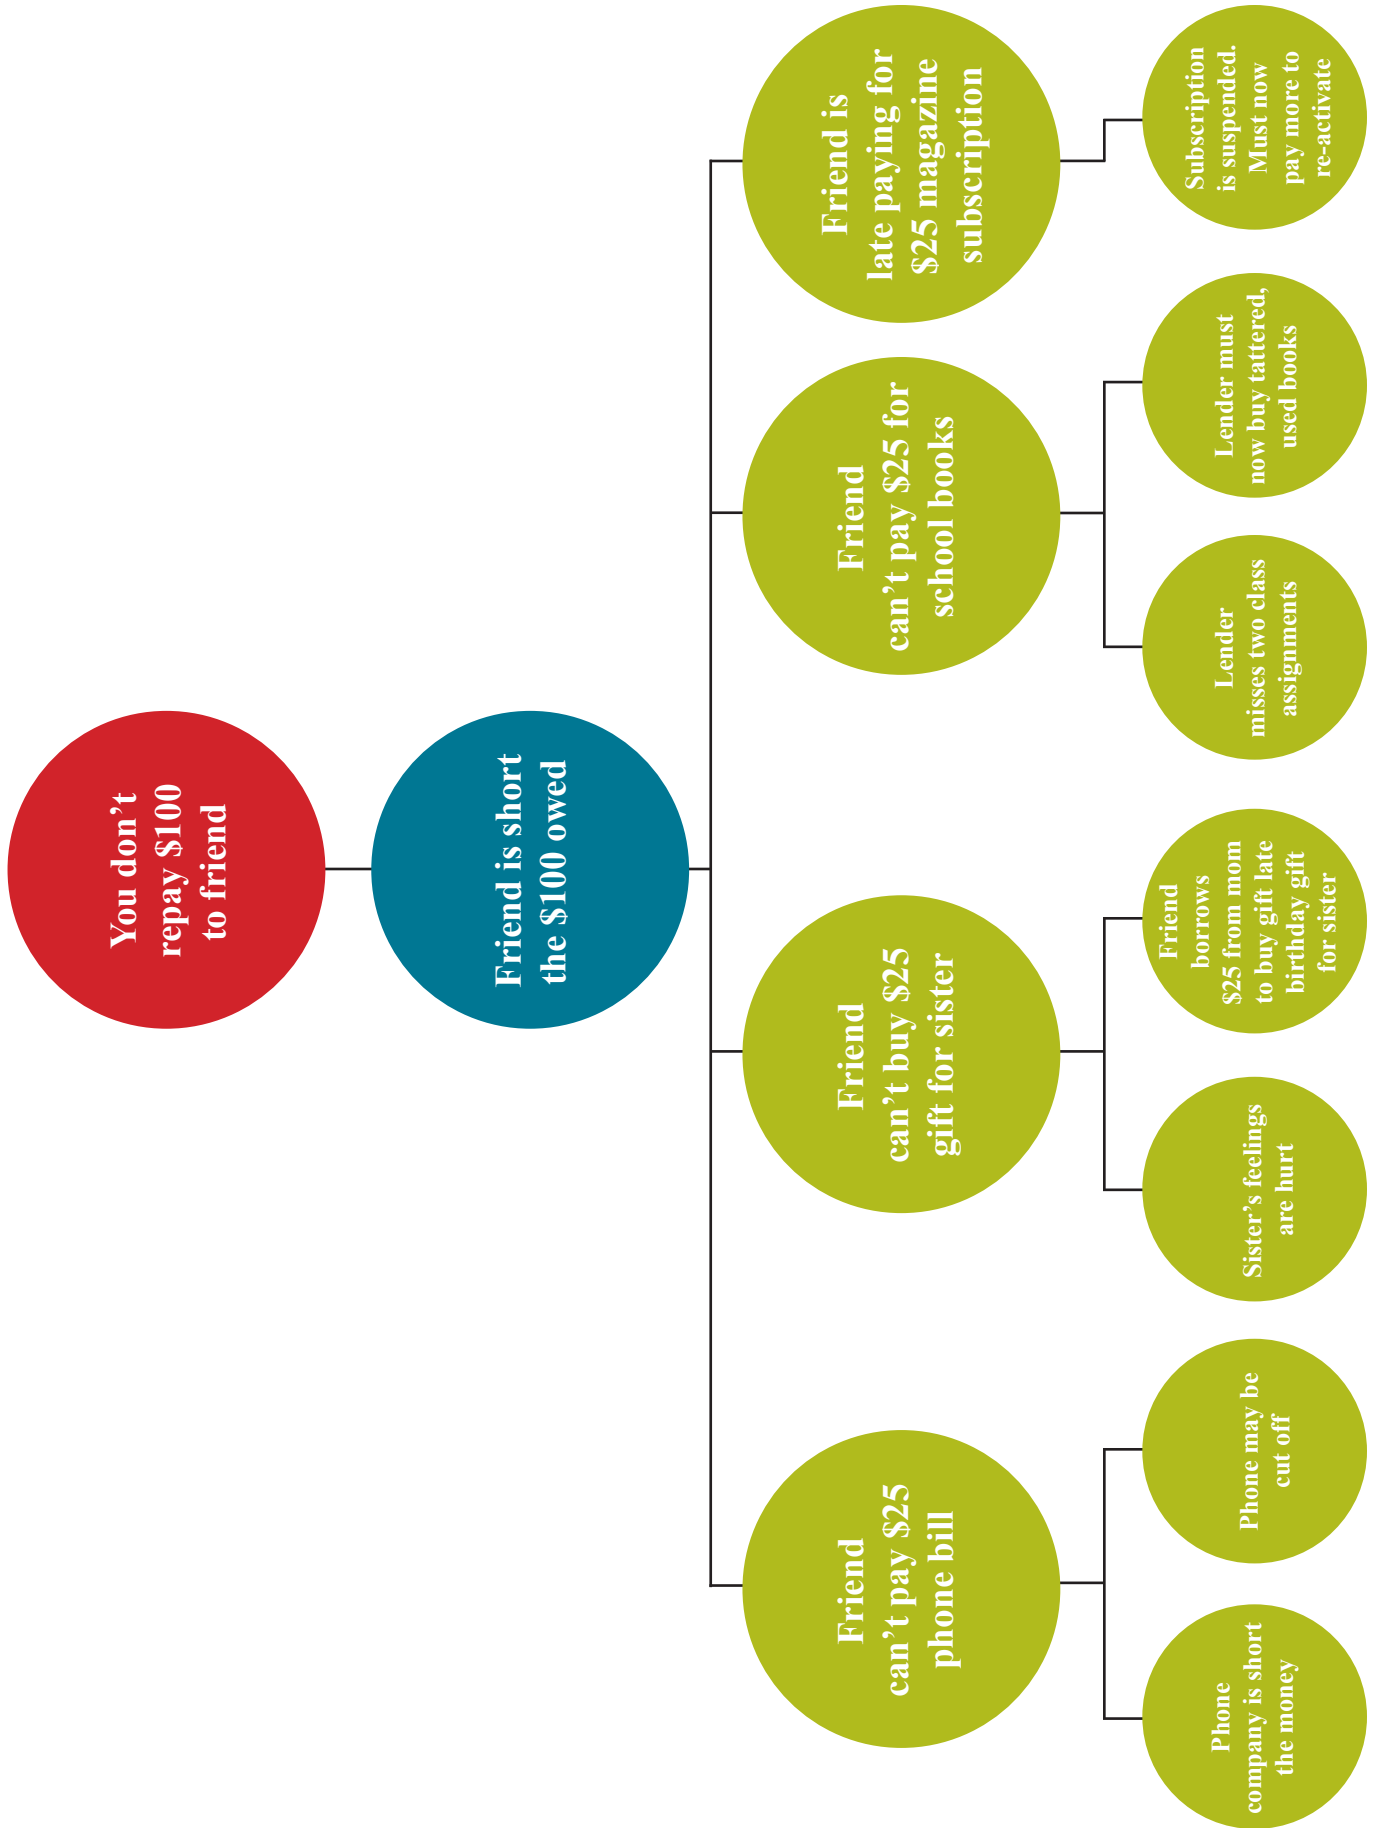 You don't
repay $100
to friend
Friend is short
the $100 owed
Friend
can't pay $25
phone bill
Friend
can't buy $25
gift for sister
Friend
can't pay $25 for
school books
Friend is
late paying for
$25 magazine
subscription
Phone
company is short
the money
Phone may be
cut off
Sister's feelings
are hurt
Friend
borrows
$25 from mom
to buy gift late
birthday gift
for sister
Lender
misses two class
assignments
Lender must
now buy tattered,
used books
Subscription
is suspended.
Must now
pay more to
re-activate